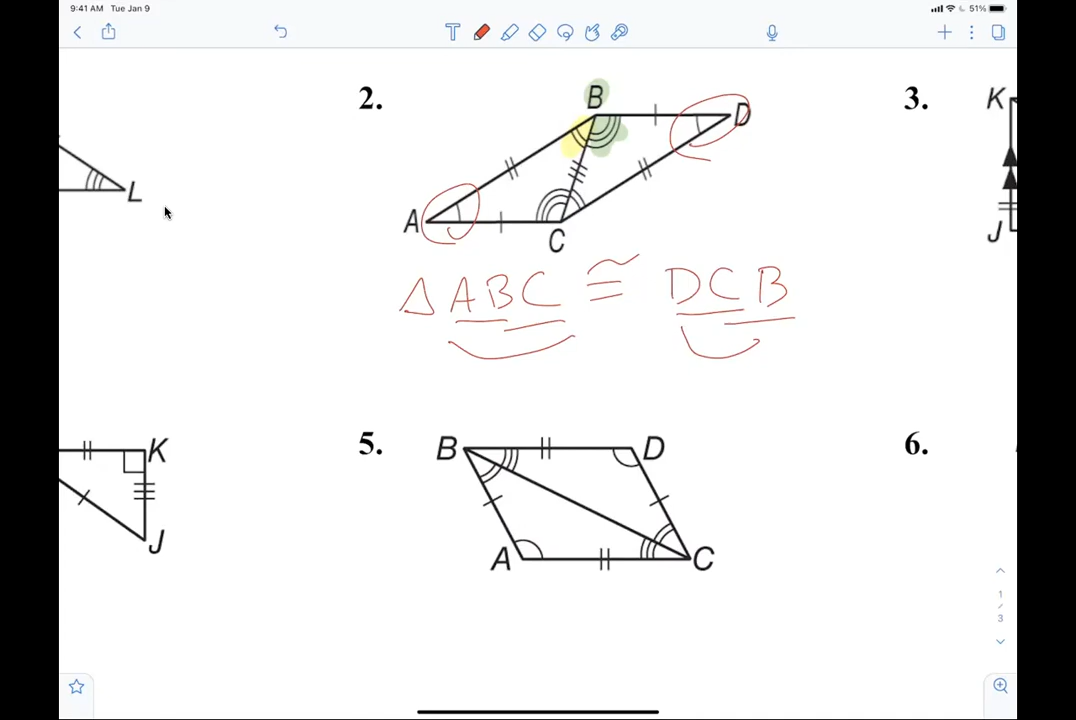 9:41 AM Tue Jan 9
51%
T
2.
B
D
A
C
3.
K
J
L
△ ABC ≅ DCB
K
J
5.
B
D
A
C
6.
1
/
3